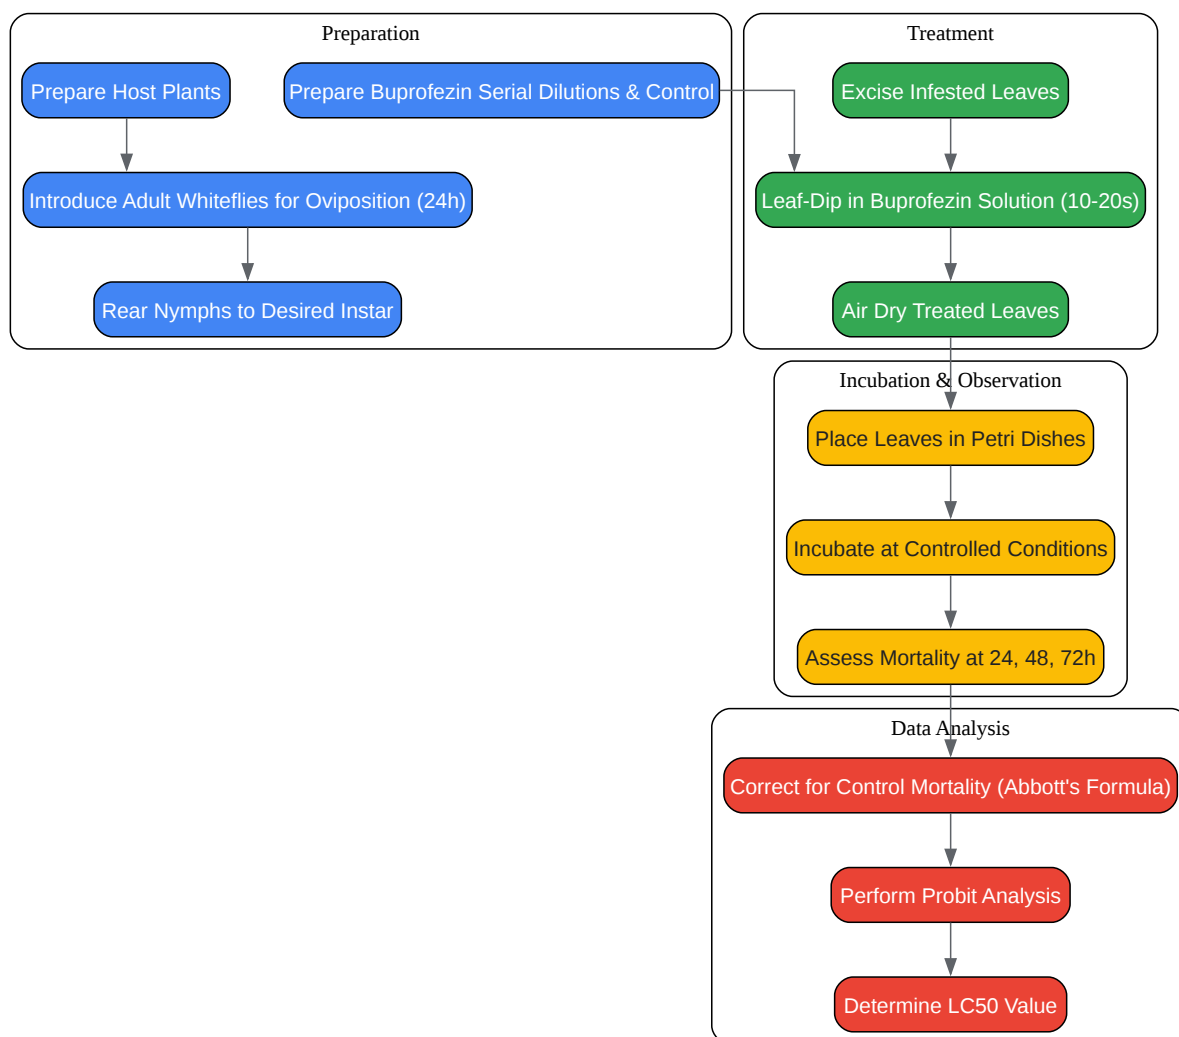 Preparation
Prepare Host Plants
Prepare Buprofezin Serial Dilutions & Control
Introduce Adult Whiteflies for Oviposition (24h)
Rear Nymphs to Desired Instar
Treatment
Excise Infested Leaves
Leaf-Dip in Buprofezin Solution (10-20s)
Air Dry Treated Leaves
Incubation & Observation
Place Leaves in Petri Dishes
Incubate at Controlled Conditions
Assess Mortality at 24, 48, 72h
Data Analysis
Correct for Control Mortality (Abbott's Formula)
Perform Probit Analysis
Determine LC50 Value